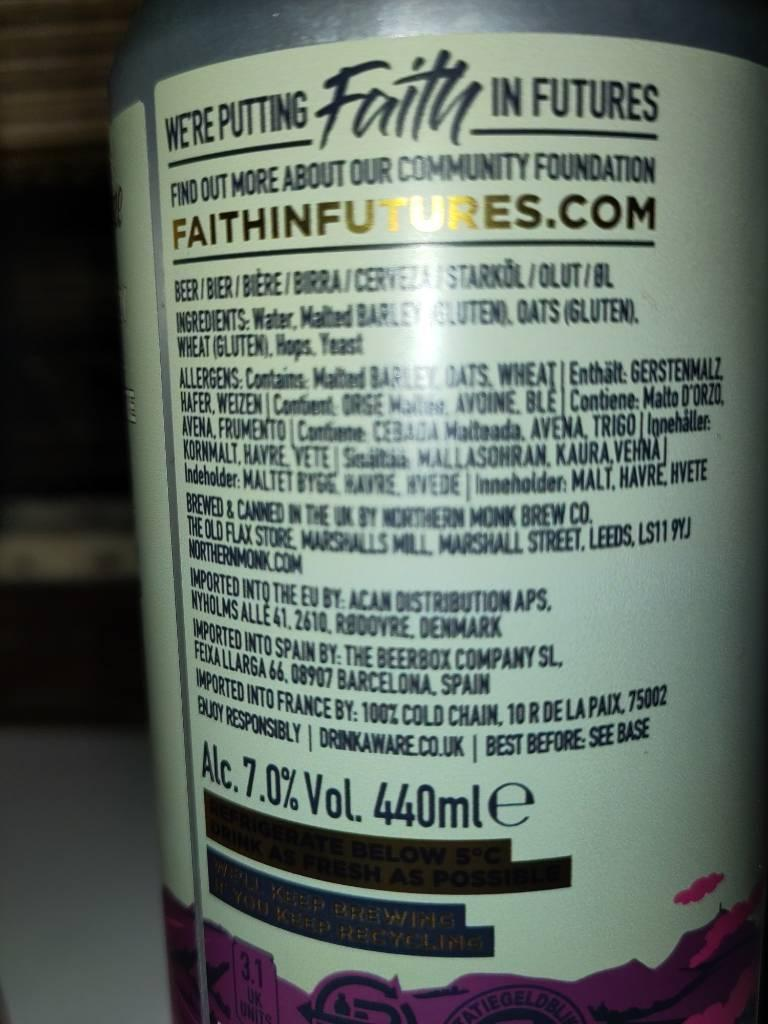 WE'RE PUTTING Faith IN FUTURES
FIND OUT MORE ABOUT OUR COMMUNITY FOUNDATION
FAITHINFUTURES.COM
BEER / BIER / BIÈRE / BIRRA / CERVEZA / STARKÖL / OLUT / ØL
INGREDIENTS: Water, Malted BARLEY (GLUTEN), OATS (GLUTEN),
WHEAT (GLUTEN), Hops, Yeast
ALLERGENS: Contains: Malted BARLEY, OATS, WHEAT | Enthält: GERSTENMALZ,
HAFER, WEIZEN | Contient: ORGE Maltée, AVOINE, BLÉ | Contiene: Malto D'ORZO,
AVENA, FRUMENTO | Contiene: CEBADA Malteada, AVENA, TRIGO | Innehåller:
KORNMALT, HAVRE, VETE | Sisältää: MALLASOHRAN, KAURA, VEHNÄ |
Indeholder: MALTET BYGG, HAVRE, HVEDE | Inneholder: MALT, HAVRE, HVETE
BREWED & CANNED IN THE UK BY NORTHERN MONK BREW CO.
THE OLD FLAX STORE, MARSHALLS MILL, MARSHALL STREET, LEEDS, LS11 9YJ
NORTHERNMONK.COM
IMPORTED INTO THE EU BY: ACAN DISTRIBUTION APS,
NYHOLMS ALLÉ 41, 2610, RØDOVRE, DENMARK
IMPORTED INTO SPAIN BY: THE BEERBOX COMPANY SL,
FEIXA LLARGA 66, 08907 BARCELONA, SPAIN
IMPORTED INTO FRANCE BY: 100% COLD CHAIN, 10 R DE LA PAIX, 75002
ENJOY RESPONSIBLY | DRINKAWARE.CO.UK | BEST BEFORE: SEE BASE
Alc. 7.0% Vol. 440ml e
REFRIGERATE BELOW 5°C
DRINK AS FRESH AS POSSIBLE
WE'LL KEEP BREWING
IF YOU KEEP RECYCLING
3.1
UK
UNITS